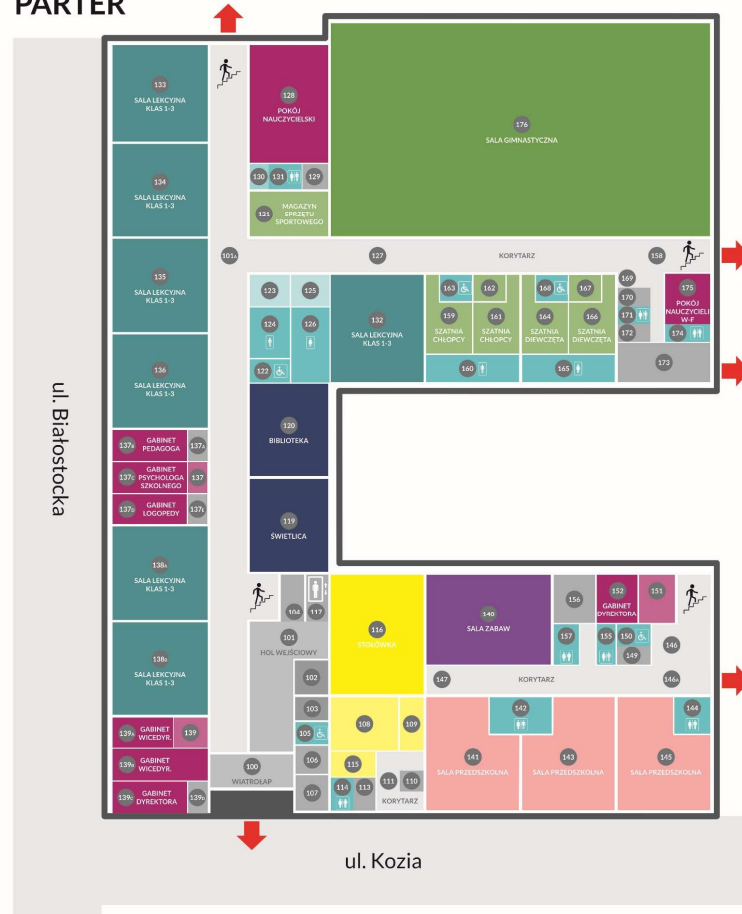 PARTER
133
SALA LEKCYJNA
KLAS 1-3
128
POKÓJ
NAUCZYCIELSKI
176
SALA GIMNASTYCZNA
130
131
129
134
SALA LEKCYJNA
KLAS 1-3
121
MAGAZYN
SPRZĘTU
SPORTOWEGO
101A
127
KORYTARZ
158
135
SALA LEKCYJNA
KLAS 1-3
123
125
132
SALA LEKCYJNA
KLAS 1-3
163
162
168
167
169
170
171
172
175
POKÓJ
NAUCZYCIELI
W-F
174
124
126
159
SZATNIA
CHŁOPCY
161
SZATNIA
CHŁOPCY
164
SZATNIA
DIEWCZĘTA
166
SZATNIA
DIEWCZĘTA
122
160
165
173
136
SALA LEKCYJNA
KLAS 1-3
120
BIBLIOTEKA
ul. Białostocka
137B
GABINET
PEDAGOGA
137A
137C
GABINET
PSYCHOLOGA
SZKOLNEGO
137
137D
GABINET
LOGOPEDY
137E
119
ŚWIETLICA
138A
SALA LEKCYJNA
KLAS 1-3
104
117
116
STOŁÓWKA
140
SALA ZABAW
156
152
GABINET
DYREKTORA
151
101
HOL WEJŚCIOWY
157
155
150
149
146
138B
SALA LEKCYJNA
KLAS 1-3
102
147
KORYTARZ
146A
103
108
109
142
144
139A
GABINET
WICEDYR.
139
105
141
SALA PRZEDSZKOLNA
143
SALA PRZEDSZKOLNA
145
SALA PRZEDSZKOLNA
139B
GABINET
WICEDYR.
100
WIATROŁAP
106
115
139C
GABINET
DYREKTORA
139D
107
114
113
111
110
KORYTARZ
ul. Kozia